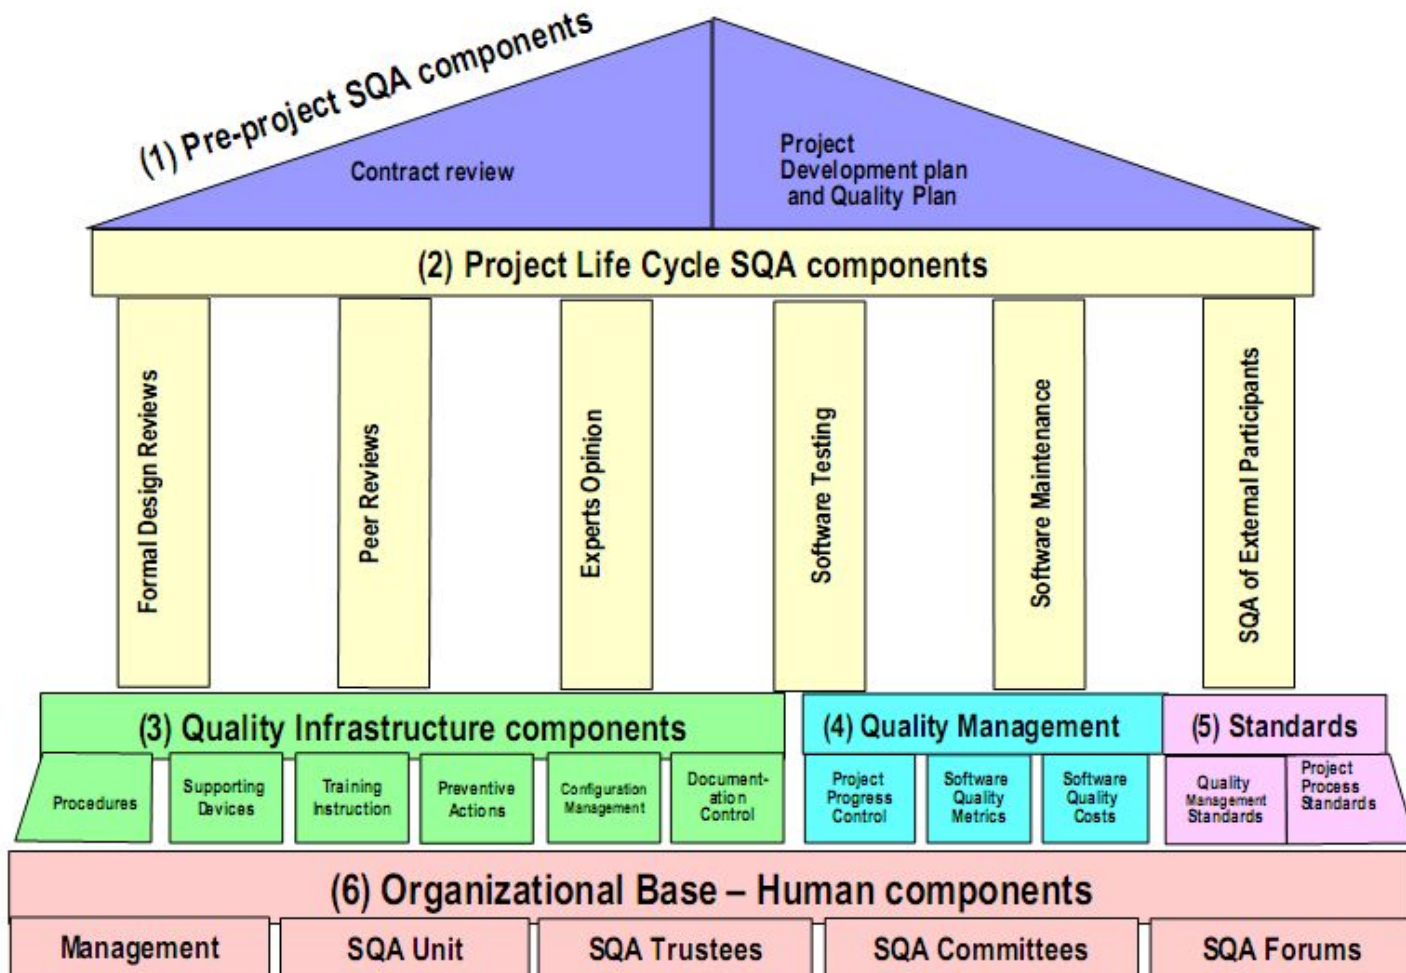 (1) Pre-project SQA components
Contract review
Project
Development plan
and Quality Plan
(2) Project Life Cycle SQA components
Formal Design Reviews
Peer Reviews
Experts Opinion
Software Testing
Software Maintenance
SQA of External Participants
(3) Quality Infrastructure components
(4) Quality Management
(5) Standards
Procedures
Supporting
Devices
Training
Instruction
Preventive
Actions
Configuration
Management
Document-
ation
Control
Project
Progress
Control
Software
Quality
Metrics
Software
Quality
Costs
Quality
Management
Standards
Project
Process
Standards
(6) Organizational Base – Human components
Management
SQA Unit
SQA Trustees
SQA Committees
SQA Forums